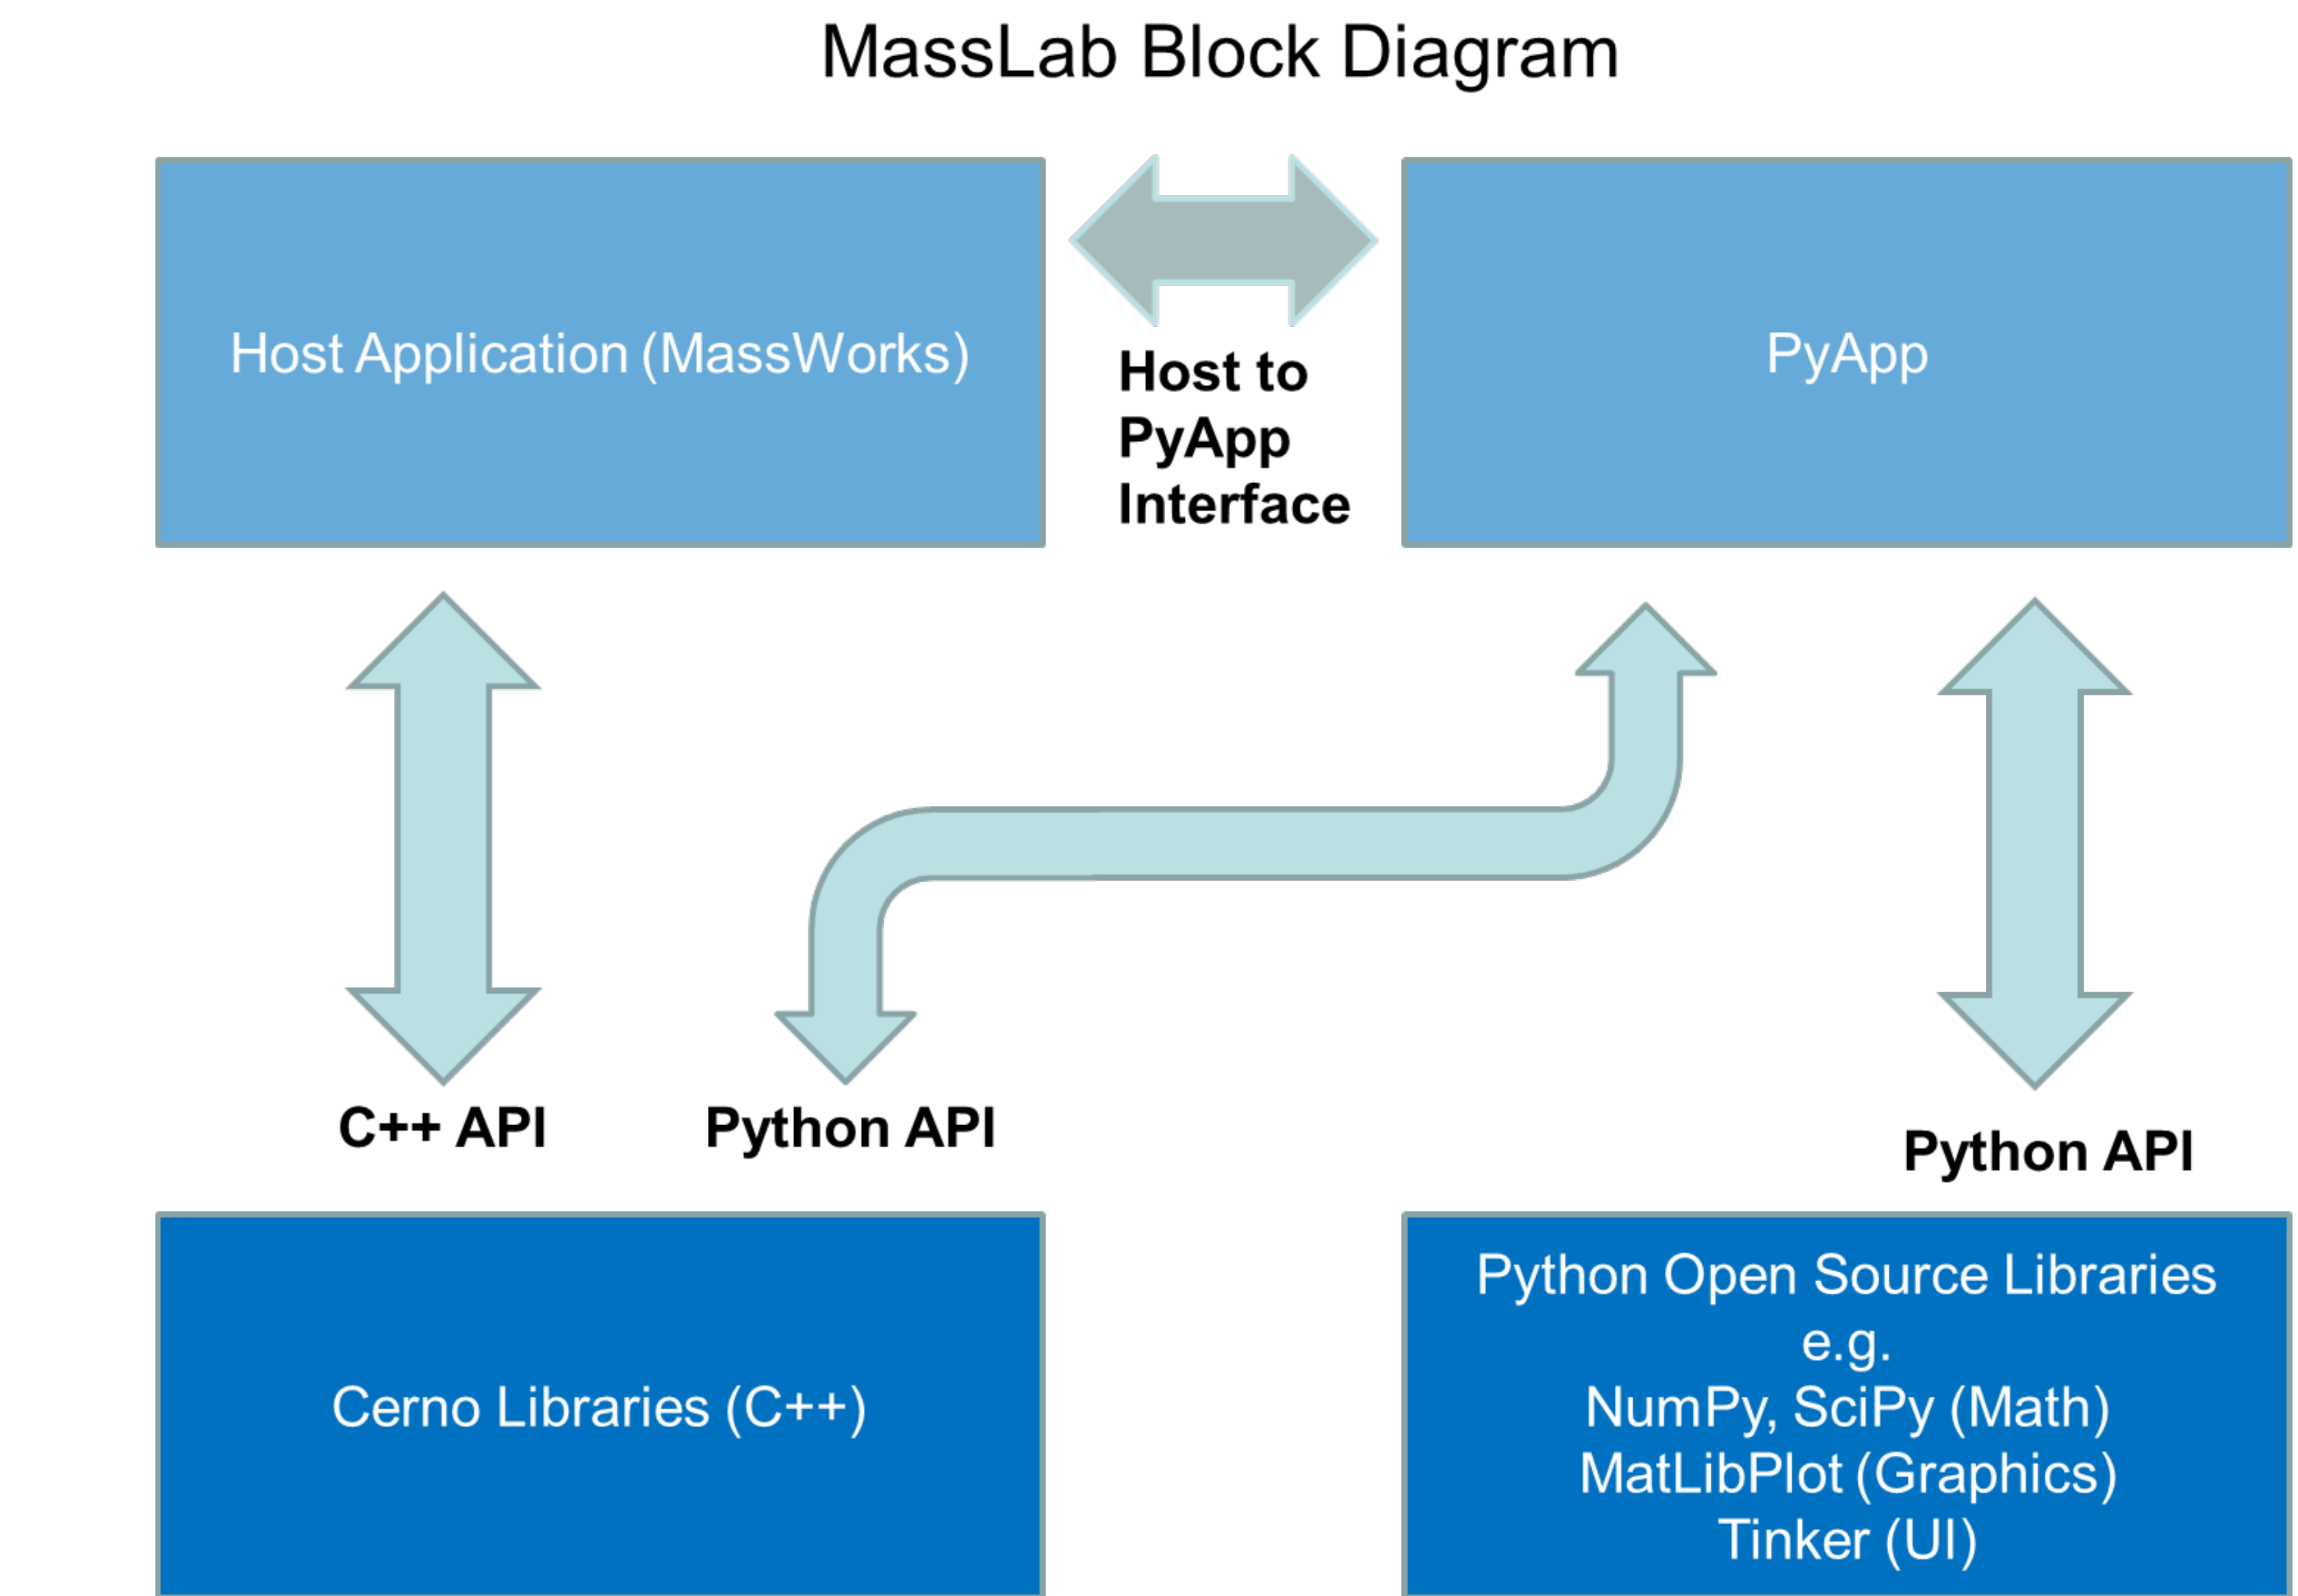 MassLab Block Diagram
Host Application (MassWorks)
Host to
PyApp
Interface
PyApp
C++ API
Python API
Python API
Cerno Libraries (C++)
Python Open Source Libraries
e.g.
NumPy, SciPy (Math)
MatLibPlot (Graphics)
Tinker (UI)